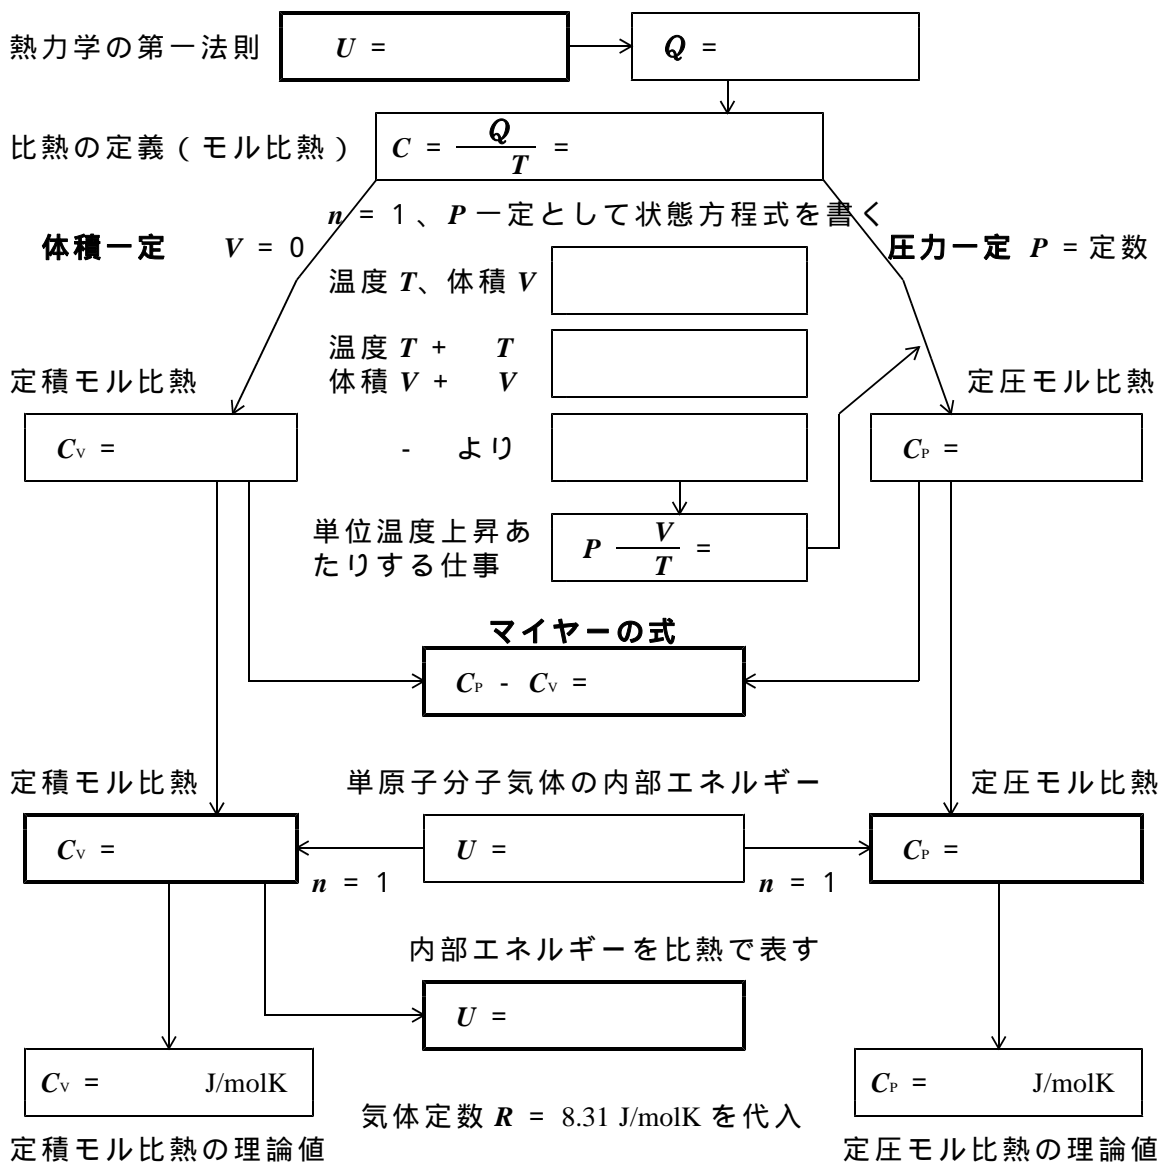 熱力学の第一法則 U = Q =
比熱の定義(モル比熱) C = Q / T =
n = 1、P 一定として状態方程式を書く
体積一定 V = 0 圧力一定 P = 定数
温度 T、体積 V
温度 T + T
体積 V + V
定積モル比熱 定圧モル比熱
CV = - より CP =
単位温度上昇あ
たりする仕事 P V / T =
マイヤーの式
CP - CV =
定積モル比熱 単原子分子気体の内部エネルギー 定圧モル比熱
CV = U = CP =
n = 1 n = 1
内部エネルギーを比熱で表す
U =
CV = J/molK CP = J/molK
気体定数 R = 8.31 J/molK を代入
定積モル比熱の理論値 定圧モル比熱の理論値